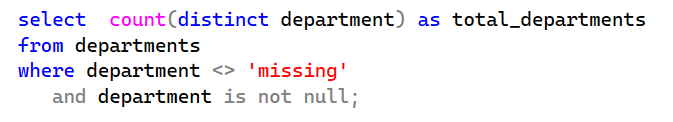 select  count(distinct department) as total_departments
from departments
where department <> 'missing'
   and department is not null;